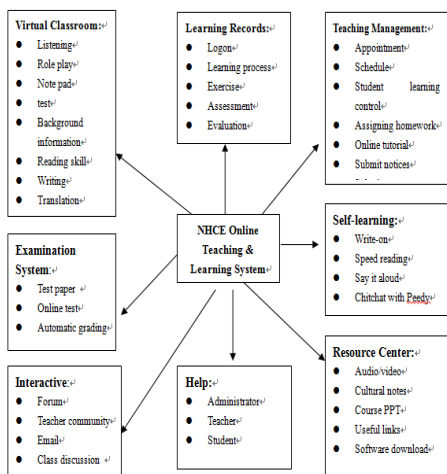 Virtual Classroom:
Listening
Role play
Note pad
test
Background
information
Reading skill
Writing
Translation
Learning Records:
Logon
Learning process
Exercise
Assessment
Evaluation
Teaching Management:
Appointment
Schedule
Student learning
control
Assigning homework
Online tutorial
Submit notices
NHCE Online
Teaching &
Learning System
Self-learning:
Write-on
Speed reading
Say it aloud
Chitchat with Peedy
Examination
System:
Test paper
Online test
Automatic grading
Interactive:
Forum
Teacher community
Email
Class discussion
Help:
Administrator
Teacher
Student
Resource Center:
Audio/video
Cultural notes
Course PPT
Useful links
Software download